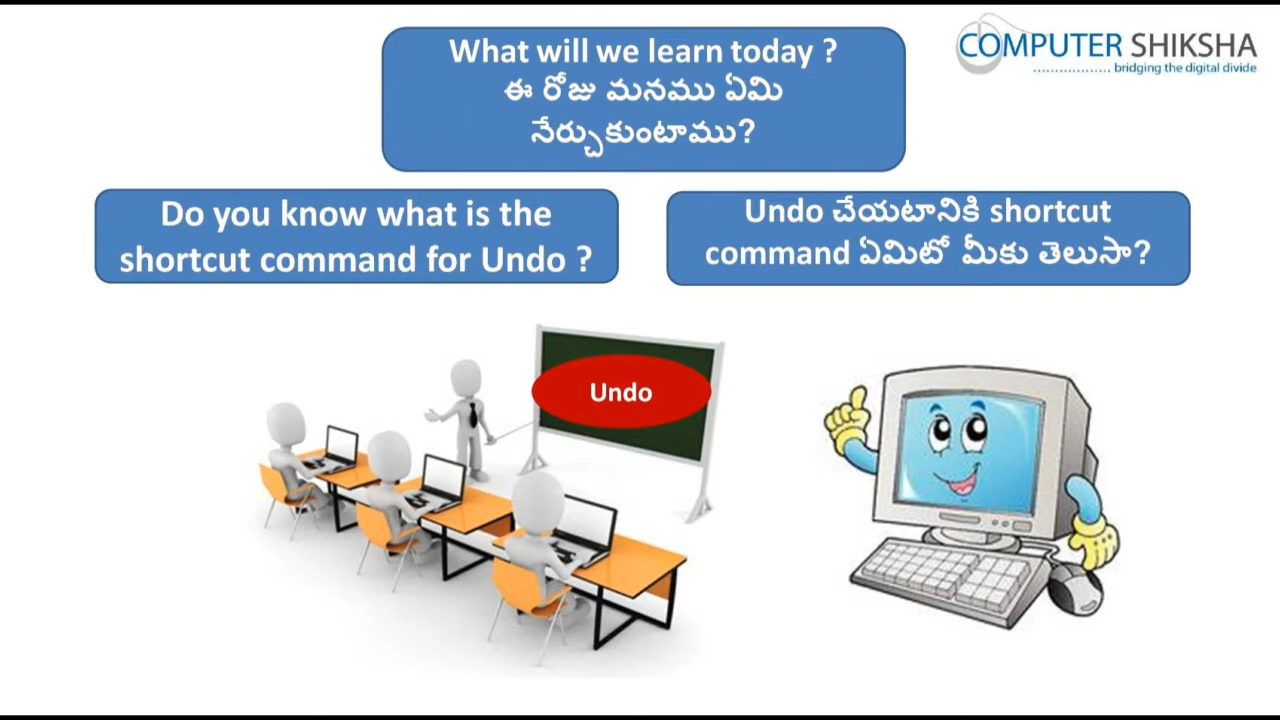 What will we learn today ?
ఈ రోజు మనము ఏమి
నేర్చుకుంటాము?
COMPUTER SHIKSHA
bridging the digital divide
Do you know what is the
shortcut command for Undo ?
Undo చేయటానికి shortcut
command ఏమిటో మీకు తెలుసా?
Undo